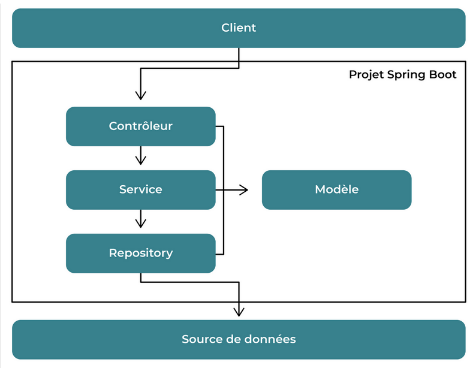 Client
Projet Spring Boot
Contrôleur
Service
Modèle
Repository
Source de données